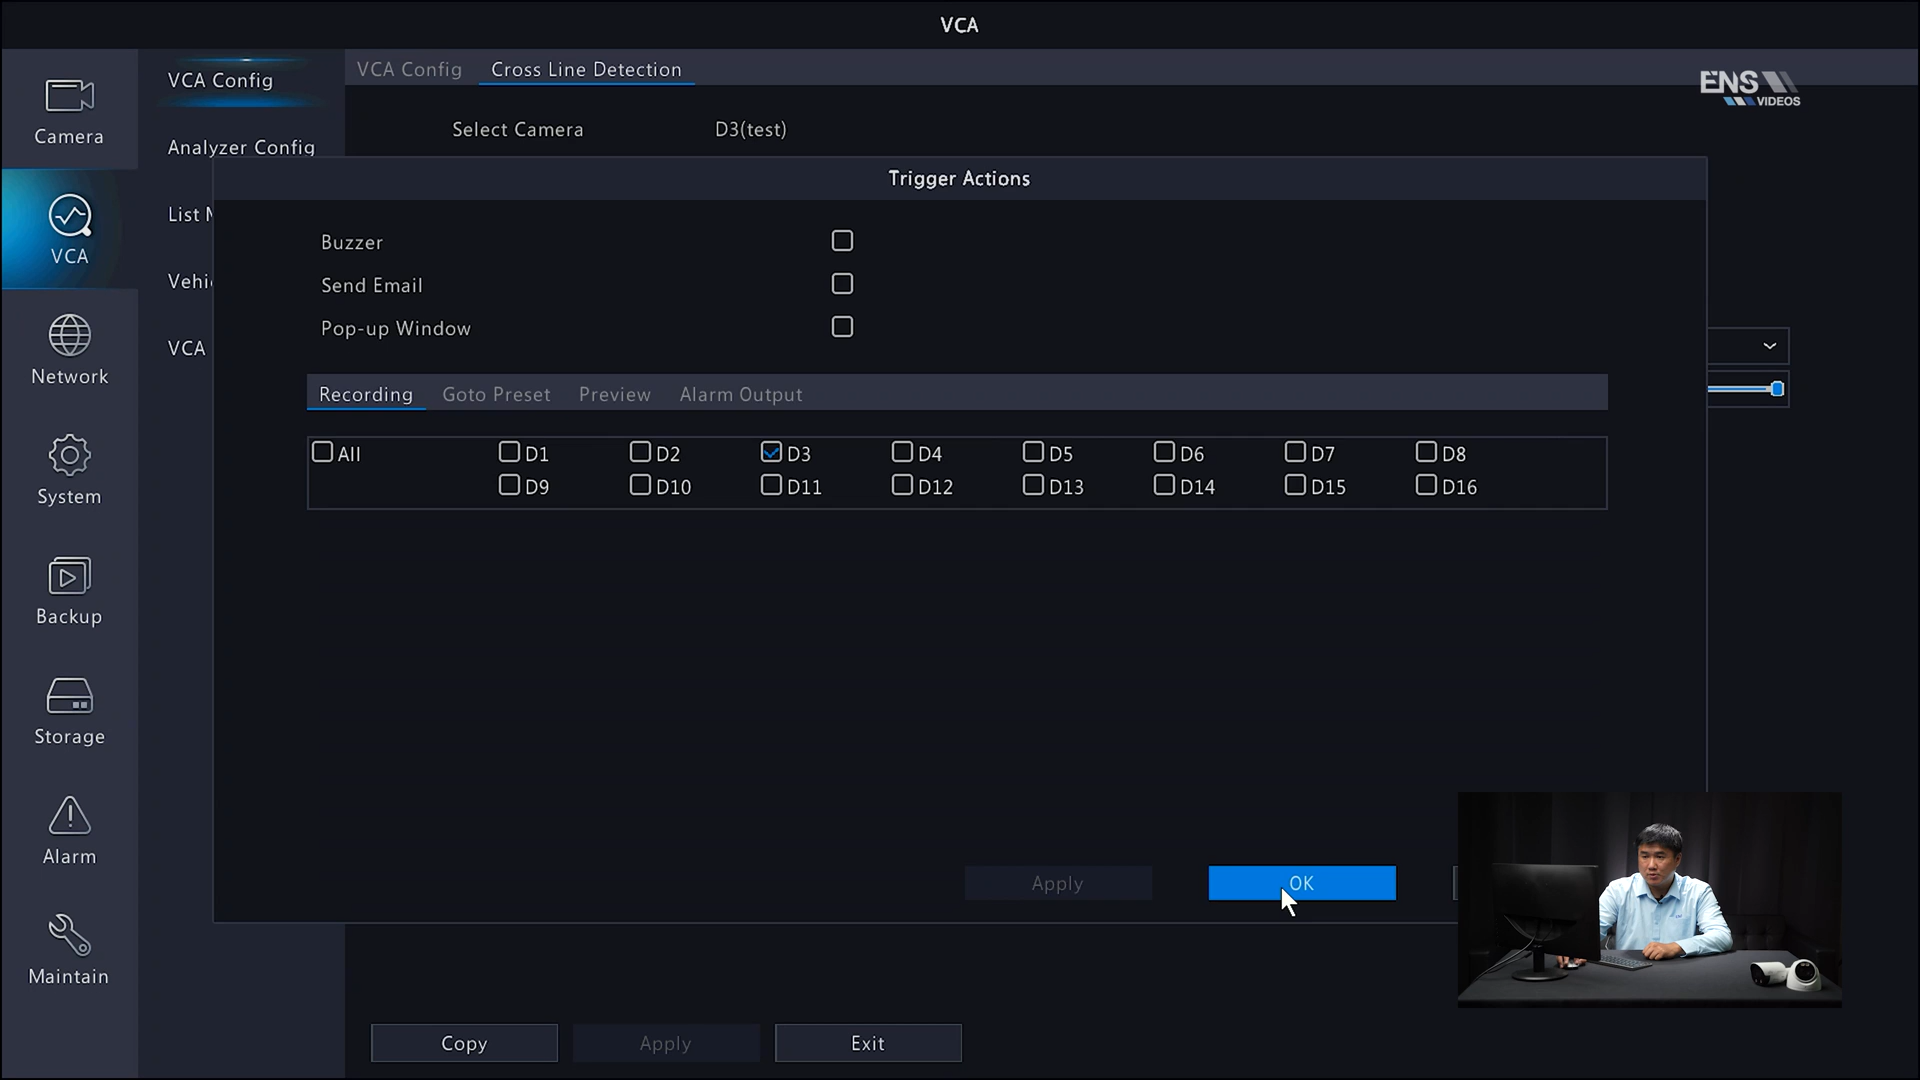 VCA
Camera
VCA
Network
System
Backup
Storage
Alarm
Maintain
VCA Config
Analyzer Config
List
Vehi
VCA
VCA Config Cross Line Detection
ENS
VIDEOS
Select Camera D3(test)
Trigger Actions
Buzzer
Send Email
Pop-up Window
Recording Goto Preset Preview Alarm Output
All D1 D2 D3 D4 D5 D6 D7 D8
D9 D10 D11 D12 D13 D14 D15 D16
Apply OK
Copy Apply Exit